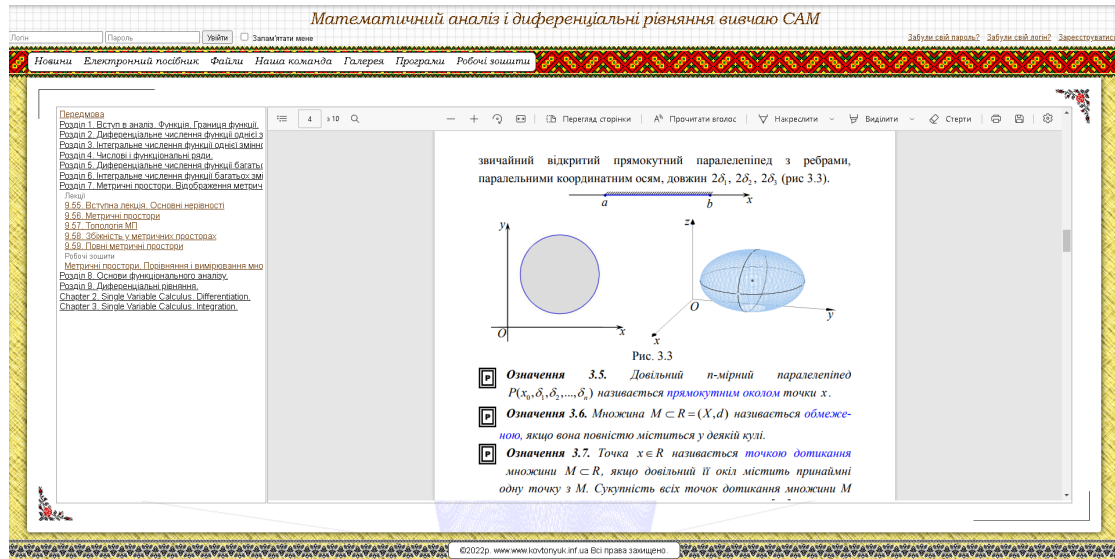 Математичний аналіз і диференціальні рівняння вивчаю САМ
Логін Пароль Увійти Запам'ятати мене Забули свій пароль? Забули свій логін? Зареєструватися
Новини Електронний посібник Файли Наша команда Галерея Програми Робочі зошити
Передмова
Розділ 1. Вступ в аналіз. Функція. Границя функції.
Розділ 2. Диференціальне числення функції однієї з
Розділ 3. Інтегральне числення функції однієї змінно
Розділ 4. Числові і функціональні ряди.
Розділ 5. Диференціальне числення функції багатьо
Розділ 6. Інтегральне числення функції багатьох змі
Розділ 7. Метричні простори. Відображення метрич
Лекції
9.55. Вступна лекція. Основні нерівності
9.56. Метричні простори
9.57. Топологія МП
9.58. Збіжність у метричних просторах
9.59. Повні метричні простори
Робочі зошити
Метричні простори. Порівняння і вимірювання мно
Розділ 8. Основи функціонального аналізу.
Розділ 9. Диференціальні рівняння.
Chapter 2. Single Variable Calculus. Differentiation.
Chapter 3. Single Variable Calculus. Integration.
4 з 10 Перегляд сторінки Прочитати вголос Накреслити Виділити Стерти
звичайний відкритий прямокутний паралелепіпед з ребрами,
паралельними координатним осям, довжин 2δ₁, 2δ₂, 2δ₃ (рис 3.3).
a b x
y O x
z O y x
Рис. 3.3
P Означення 3.5. Довільний n-мірний паралелепіпед
P(x₀,δ₁,δ₂,...,δₙ) називається прямокутним околом точки x.
P Означення 3.6. Множина M ⊂ R = (X,d) називається обмеже-
ною, якщо вона повністю міститься у деякій кулі.
P Означення 3.7. Точка x ∈ R називається точкою дотикання
множини M ⊂ R, якщо довільний її окіл містить принаймні
одну точку з M. Сукупність всіх точок дотикання множини M
©2022р. www.www.kovtonyuk.inf.ua Всі права захищено.